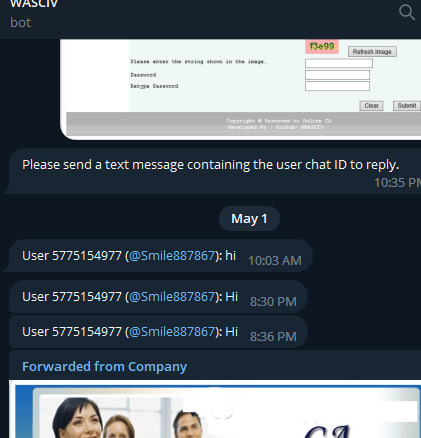 WASCIV
bot
f3e99
Refresh Image
Please enter the string shown in the image.
Password
Retype Password
Clear
Submit
Copyright © Reserved to Online CA
Developed By : Github- @WASCIV
Please send a text message containing the user chat ID to reply.
10:35 PM
May 1
User 5775154977 (@Smile887867): hi 10:03 AM
User 5775154977 (@Smile887867): Hi 8:30 PM
User 5775154977 (@Smile887867): Hi 8:36 PM
Forwarded from Company
CA